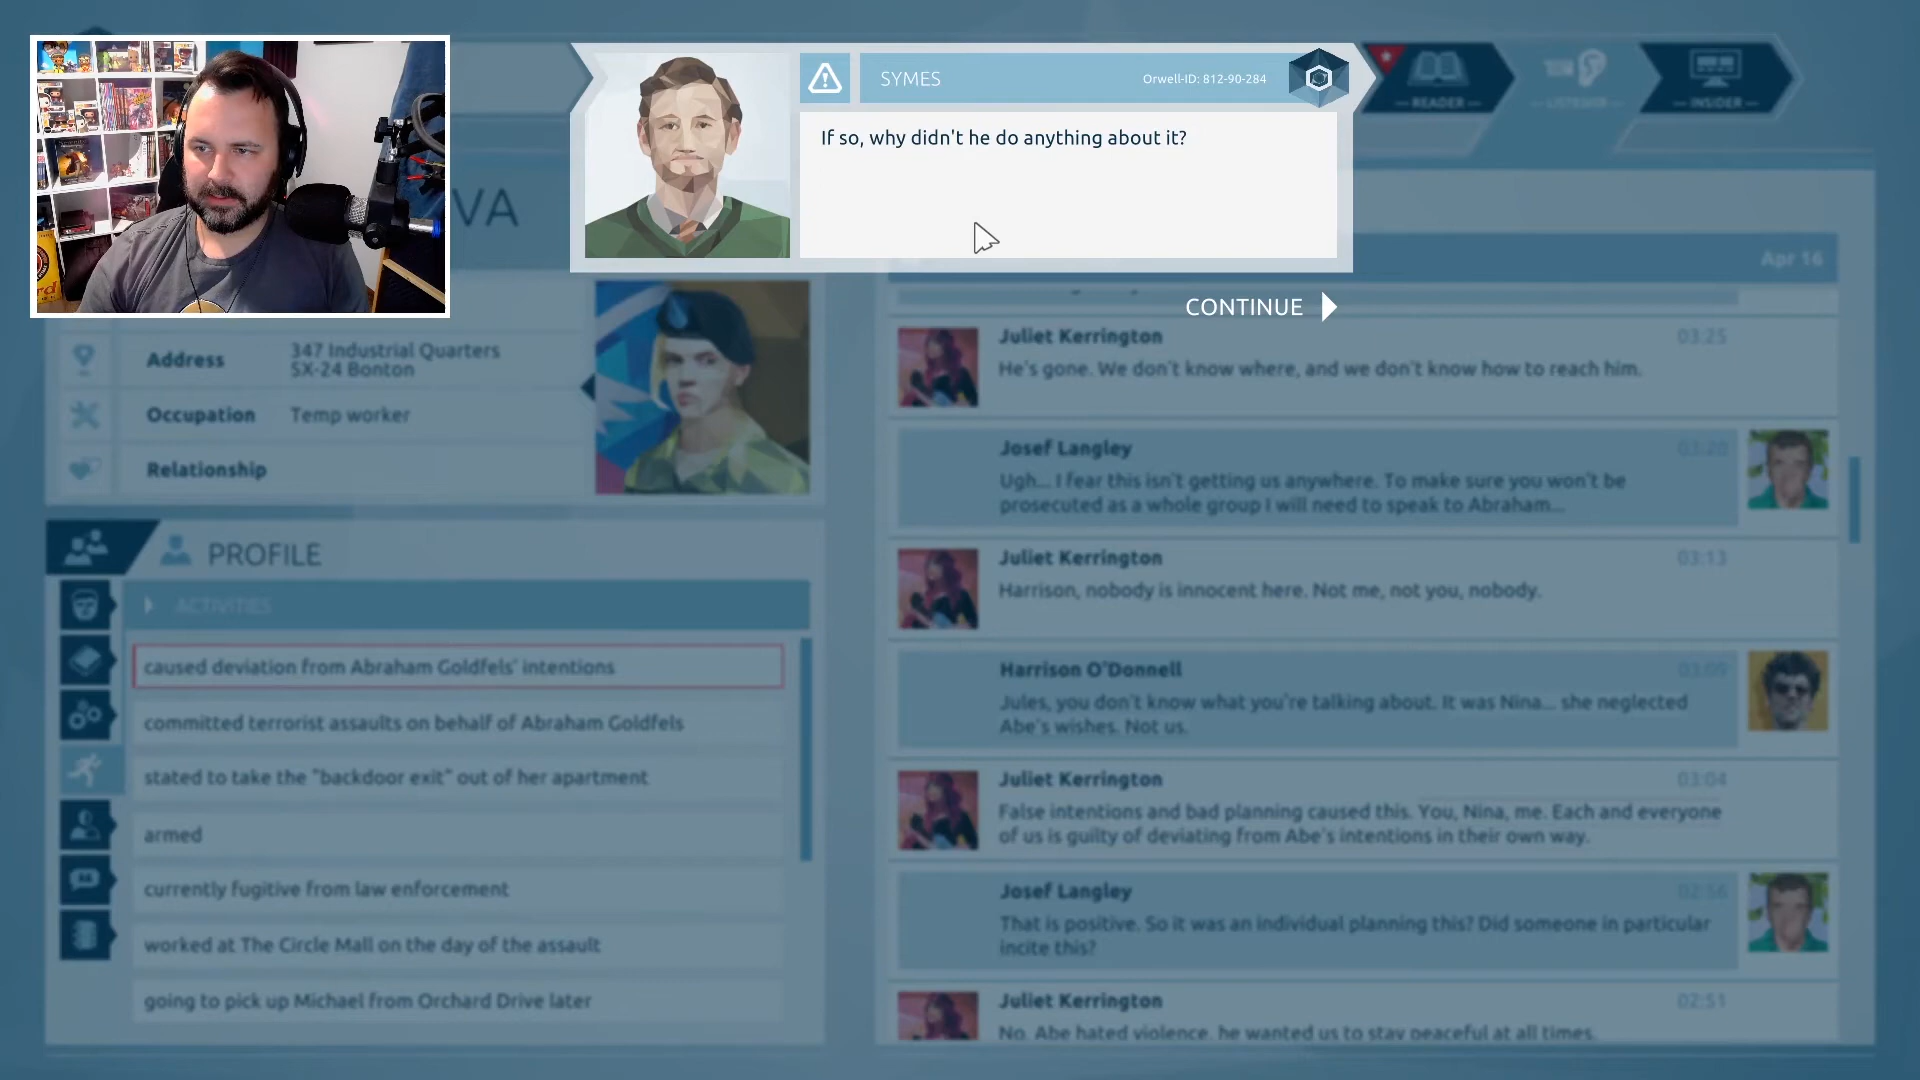 SYMES
Orwell-ID: 812-90-284
If so, why didn't he do anything about it?
CONTINUE
READER
LISTENER
INSIDER
VA
Address
347 Industrial Quarters
SX-24 Bonton
Occupation
Temp worker
Relationship
PROFILE
ACTIVITIES
caused deviation from Abraham Goldfels' intentions
committed terrorist assaults on behalf of Abraham Goldfels
stated to take the "backdoor exit" out of her apartment
armed
currently fugitive from law enforcement
worked at The Circle Mall on the day of the assault
going to pick up Michael from Orchard Drive later
Apr 16
Juliet Kerrington
03:25
He's gone. We don't know where, and we don't know how to reach him.
Josef Langley
03:20
Ugh... I fear this isn't getting us anywhere. To make sure you won't be
prosecuted as a whole group I will need to speak to Abraham...
Juliet Kerrington
03:13
Harrison, nobody is innocent here. Not me, not you, nobody.
Harrison O'Donnell
03:09
Jules, you don't know what you're talking about. It was Nina... she neglected
Abe's wishes. Not us.
Juliet Kerrington
03:04
False intentions and bad planning caused this. You, Nina, me. Each and everyone
of us is guilty of deviating from Abe's intentions in their own way.
Josef Langley
02:56
That is positive. So it was an individual planning this? Did someone in particular
incite this?
Juliet Kerrington
02:51
No. Abe hated violence, he wanted us to stay peaceful at all times.